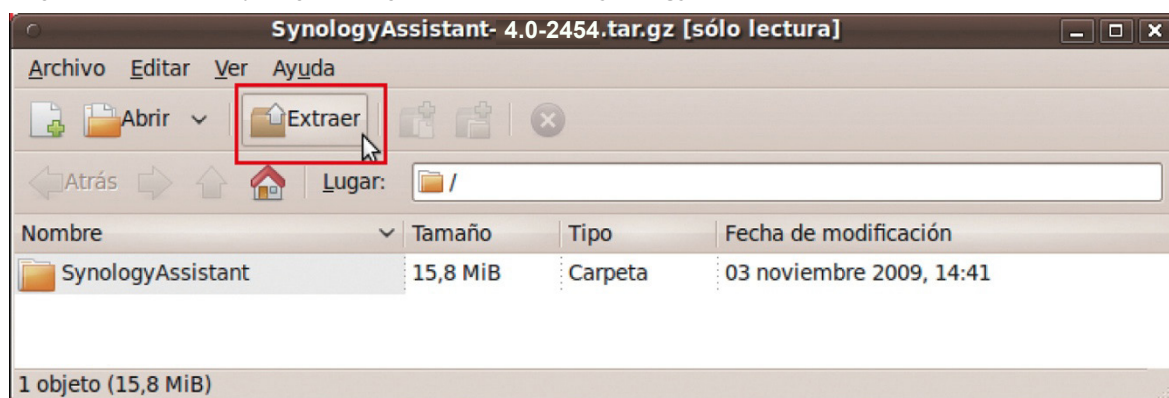 SynologyAssistant- 4.0-2454.tar.gz [sólo lectura]
Archivo Editar Ver Ayuda
Abrir Extraer
Atrás Lugar: /
Nombre Tamaño Tipo Fecha de modificación
SynologyAssistant 15,8 MiB Carpeta 03 noviembre 2009, 14:41
1 objeto (15,8 MiB)